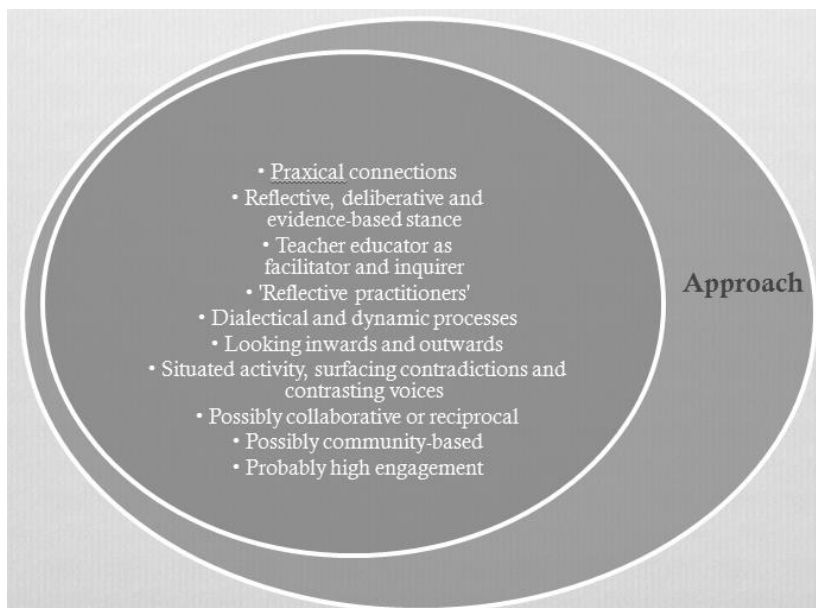 • Praxical connections
• Reflective, deliberative and
evidence-based stance
• Teacher educator as
facilitator and inquirer
• 'Reflective practitioners'
• Dialectical and dynamic processes
• Looking inwards and outwards
• Situated activity, surfacing contradictions and
contrasting voices
• Possibly collaborative or reciprocal
• Possibly community-based
• Probably high engagement
Approach